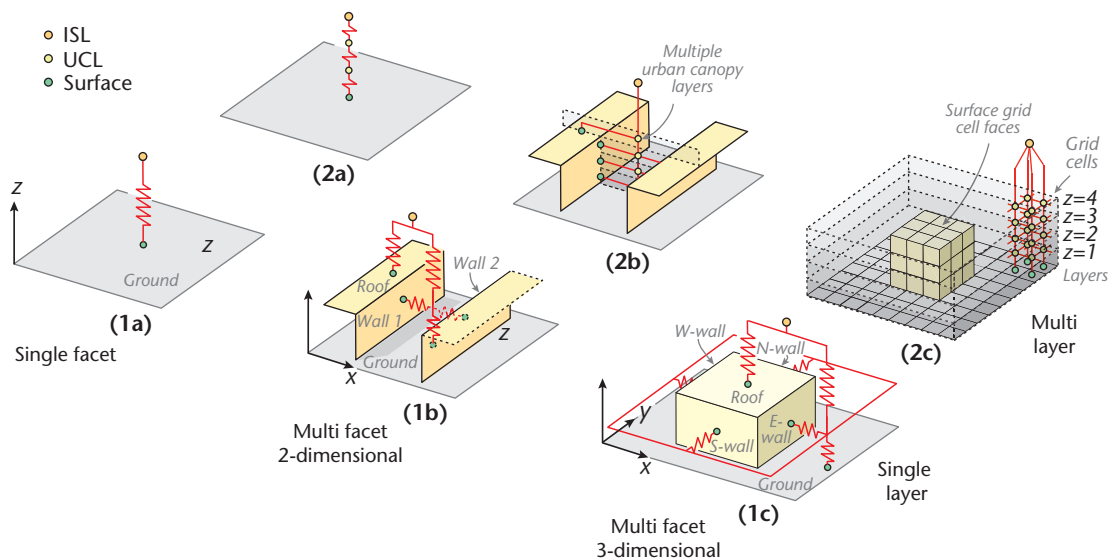 ISL
UCL
Surface
(2a)
Multiple
urban canopy
layers
(2b)
Surface grid
cell faces
Grid
cells
z=4
z=3
z=2
z=1
Layers
(2c)
Multi
layer
z
z
Ground
(1a)
Single facet
Roof
Wall 1
Wall 2
z
Ground
x
(1b)
Multi facet
2-dimensional
W-wall
N-wall
Roof
E-
wall
S-wall
Ground
y
x
(1c)
Single
layer
Multi facet
3-dimensional